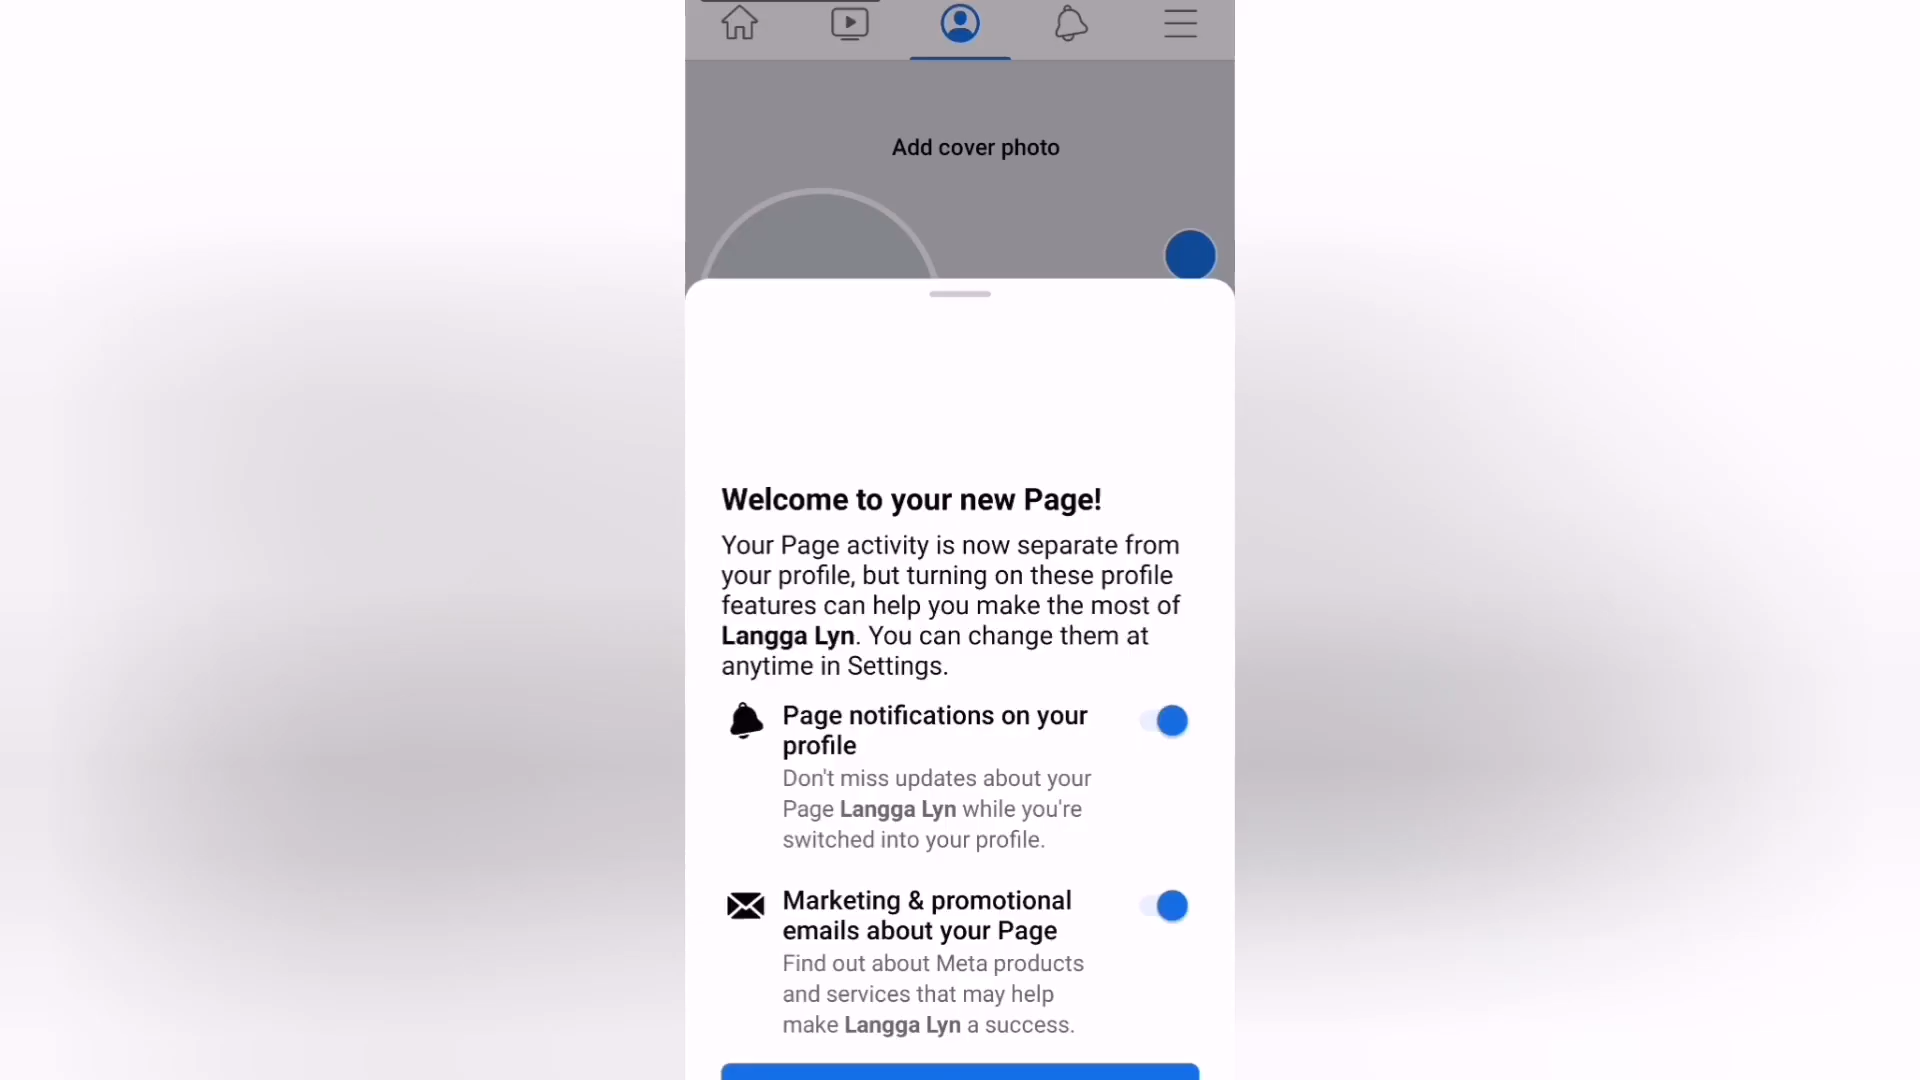 Add cover photo
Welcome to your new Page!
Your Page activity is now separate from
your profile, but turning on these profile
features can help you make the most of
Langga Lyn. You can change them at
anytime in Settings.
Page notifications on your
profile
Don't miss updates about your
Page Langga Lyn while you're
switched into your profile.
Marketing & promotional
emails about your Page
Find out about Meta products
and services that may help
make Langga Lyn a success.